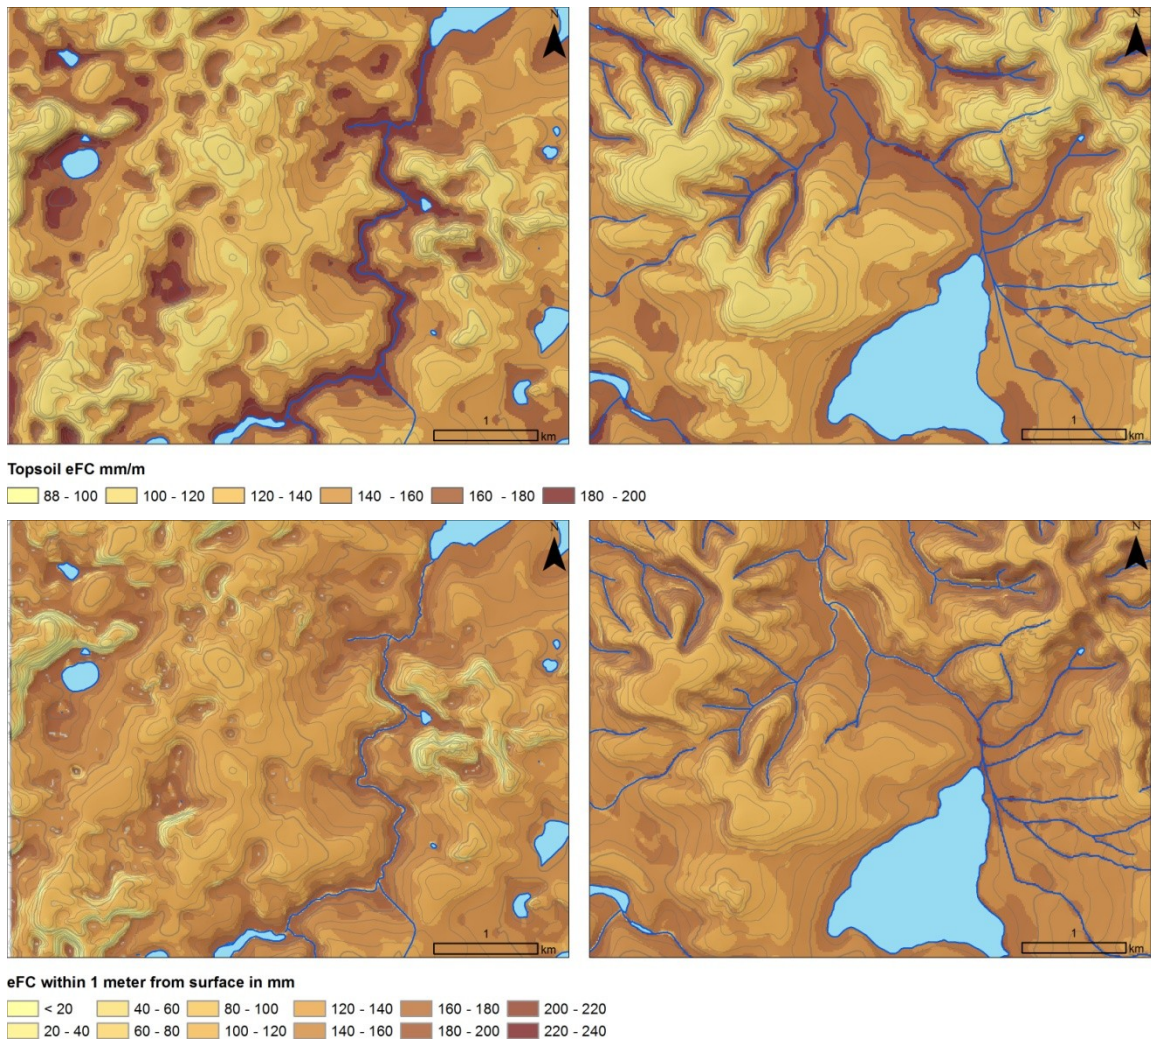 N
N
1
km
1
km
Topsoil eFC mm/m
88 - 100 100 - 120 120 - 140 140 - 160 160 - 180 180 - 200
N
N
1
km
1
km
eFC within 1 meter from surface in mm
< 20 40 - 60 80 - 100 120 - 140 160 - 180 200 - 220
20 - 40 60 - 80 100 - 120 140 - 160 180 - 200 220 - 240